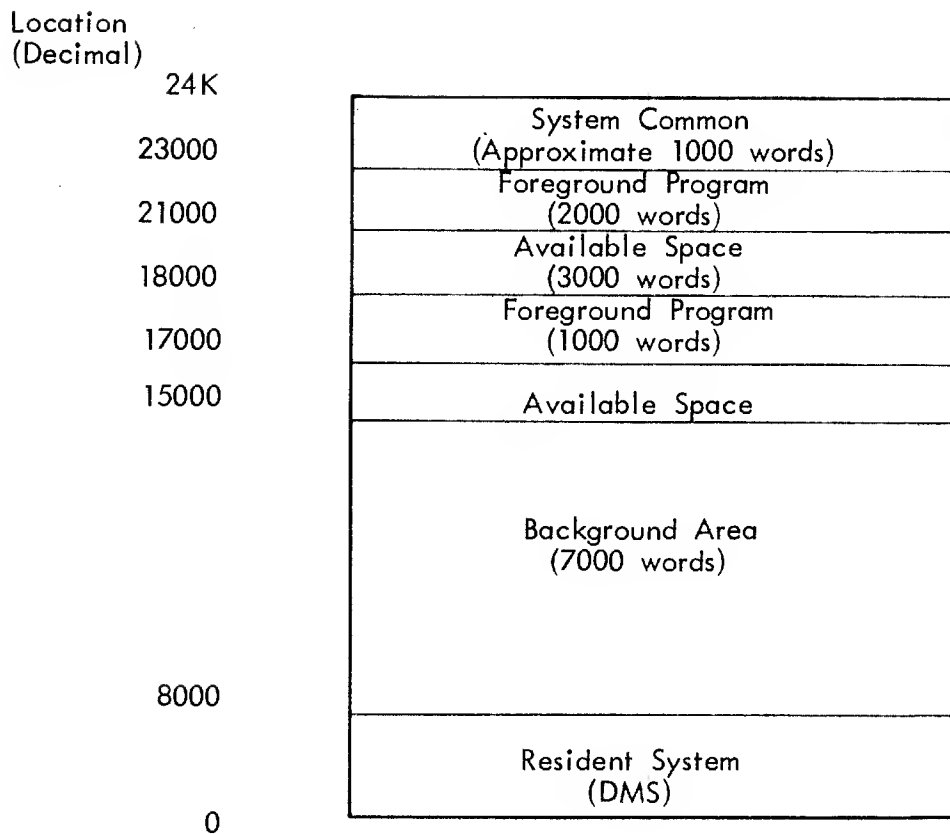 Location
(Decimal)
24K
System Common
23000
(Approximate 1000 words)
Foreground Program
21000
(2000 words)
Available Space
18000
(3000 words)
Foreground Program
17000
(1000 words)
15000
Available Space
Background Area
(7000 words)
8000
Resident System
(DMS)
0